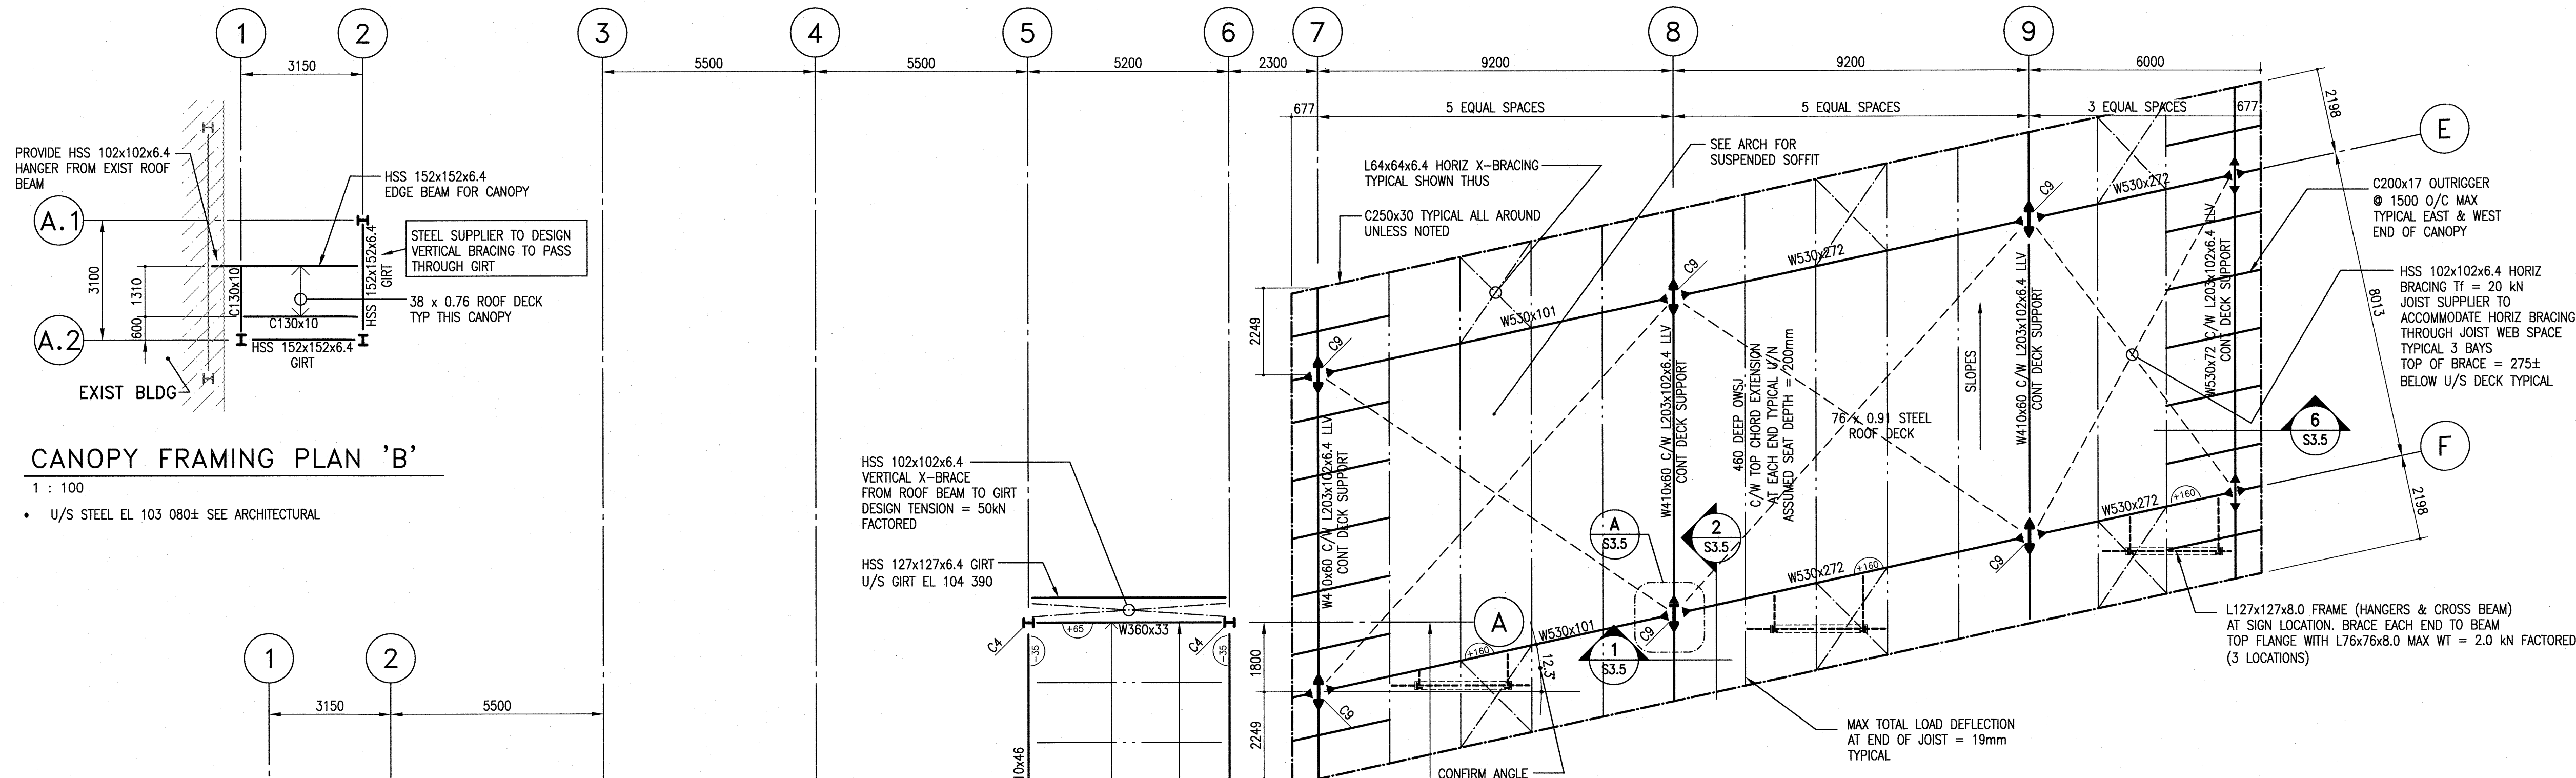 1
2
3
4
5
6
7
8
9
3150
5500
5500
5200
2300
9200
9200
6000
677
5 EQUAL SPACES
5 EQUAL SPACES
3 EQUAL SPACES
677
2198
E
8013
F
2198
PROVIDE HSS 102x102x6.4
HANGER FROM EXIST ROOF
BEAM
HSS 152x152x6.4
EDGE BEAM FOR CANOPY
A.1
STEEL SUPPLIER TO DESIGN
VERTICAL BRACING TO PASS
THROUGH GIRT
HSS 152x152x6.4
GIRT
3100
1310
600
C130x10
38 x 0.76 ROOF DECK
TYP THIS CANOPY
C130x10
A.2
HSS 152x152x6.4
GIRT
EXIST BLDG
CANOPY FRAMING PLAN 'B'
1 : 100
• U/S STEEL EL 103 080± SEE ARCHITECTURAL
1
2
3150
5500
HSS 102x102x6.4
VERTICAL X-BRACE
FROM ROOF BEAM TO GIRT
DESIGN TENSION = 50kN
FACTORED
HSS 127x127x6.4 GIRT
U/S GIRT EL 104 390
C4
+65
W360x33
C4
-35
-35
10x46
A
2249
1800
2249
L64x64x6.4 HORIZ X-BRACING
TYPICAL SHOWN THUS
C250x30 TYPICAL ALL AROUND
UNLESS NOTED
SEE ARCH FOR
SUSPENDED SOFFIT
C9
W530x101
C9
W530x272
C9
W530x272
W410x60 C/W L203x102x6.4 LLV
CONT DECK SUPPORT
W410x60 C/W L203x102x6.4 LLV
CONT DECK SUPPORT
460 DEEP OWSJ
C/W TOP CHORD EXTENSION
AT EACH END TYPICAL U/N
ASSUMED SEAT DEPTH = 200mm
76 x 0.91 STEEL
ROOF DECK
SLOPES
W410x60 C/W L203x102x6.4 LLV
CONT DECK SUPPORT
W530x72 C/W L203x102x6.4 LLV
CONT DECK SUPPORT
C200x17 OUTRIGGER
@ 1500 O/C MAX
TYPICAL EAST & WEST
END OF CANOPY
HSS 102x102x6.4 HORIZ
BRACING Tf = 20 kN
JOIST SUPPLIER TO
ACCOMMODATE HORIZ BRACING
THROUGH JOIST WEB SPACE
TYPICAL 3 BAYS
TOP OF BRACE = 275±
BELOW U/S DECK TYPICAL
6
S3.5
A
S3.5
2
S3.5
1
S3.5
C9
W530x101
+160
12.3°
C9
W530x272
+160
C9
W530x272
+160
L127x127x8.0 FRAME (HANGERS & CROSS BEAM)
AT SIGN LOCATION. BRACE EACH END TO BEAM
TOP FLANGE WITH L76x76x8.0 MAX WT = 2.0 kN FACTORED
(3 LOCATIONS)
MAX TOTAL LOAD DEFLECTION
AT END OF JOIST = 19mm
TYPICAL
CONFIRM ANGLE